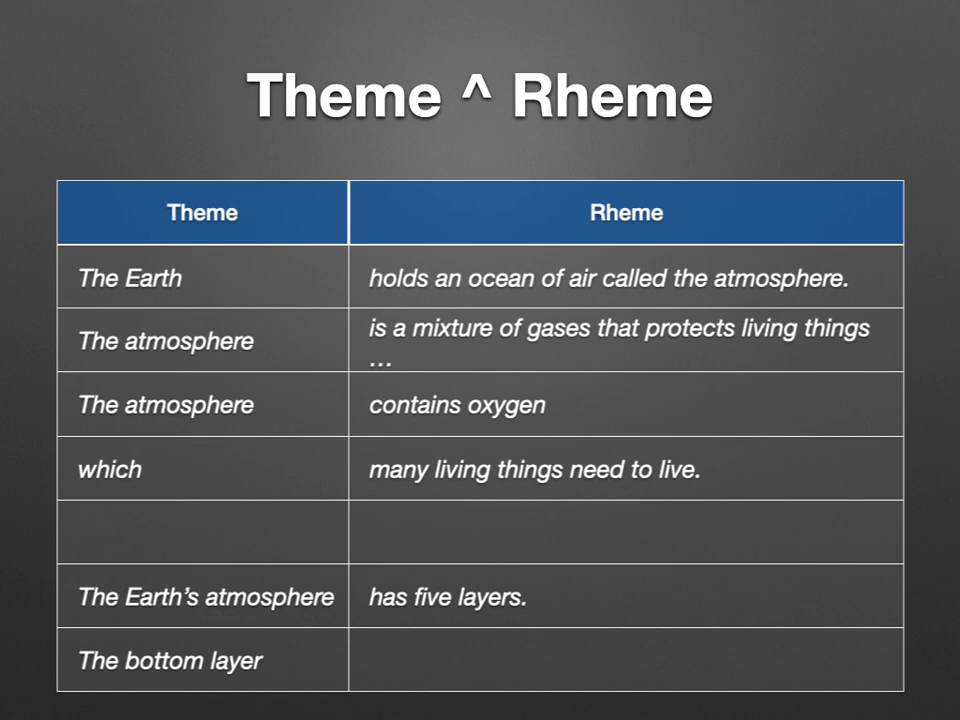 Theme ^ Rheme
Theme Rheme
The Earth holds an ocean of air called the atmosphere.
The atmosphere is a mixture of gases that protects living things
…
The atmosphere contains oxygen
which many living things need to live.
The Earth’s atmosphere has five layers.
The bottom layer